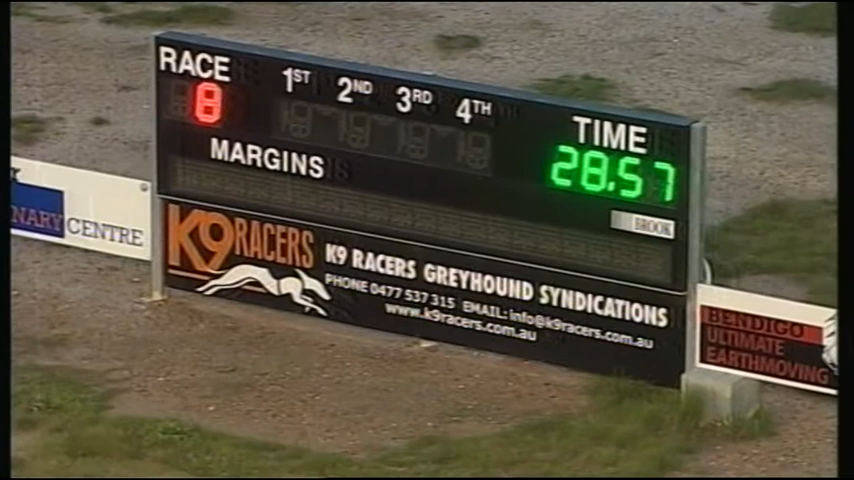 RACE 1ST 2ND 3RD 4TH
8
TIME
28.57
MARGINS
BROOK
NARY CENTRE
K9 RACERS
K9 RACERS GREYHOUND SYNDICATIONS
PHONE 0477 537 315 EMAIL: info@k9racers.com.au
www.k9racers.com.au
BENDIGO
ULTIMATE
EARTHMOVING